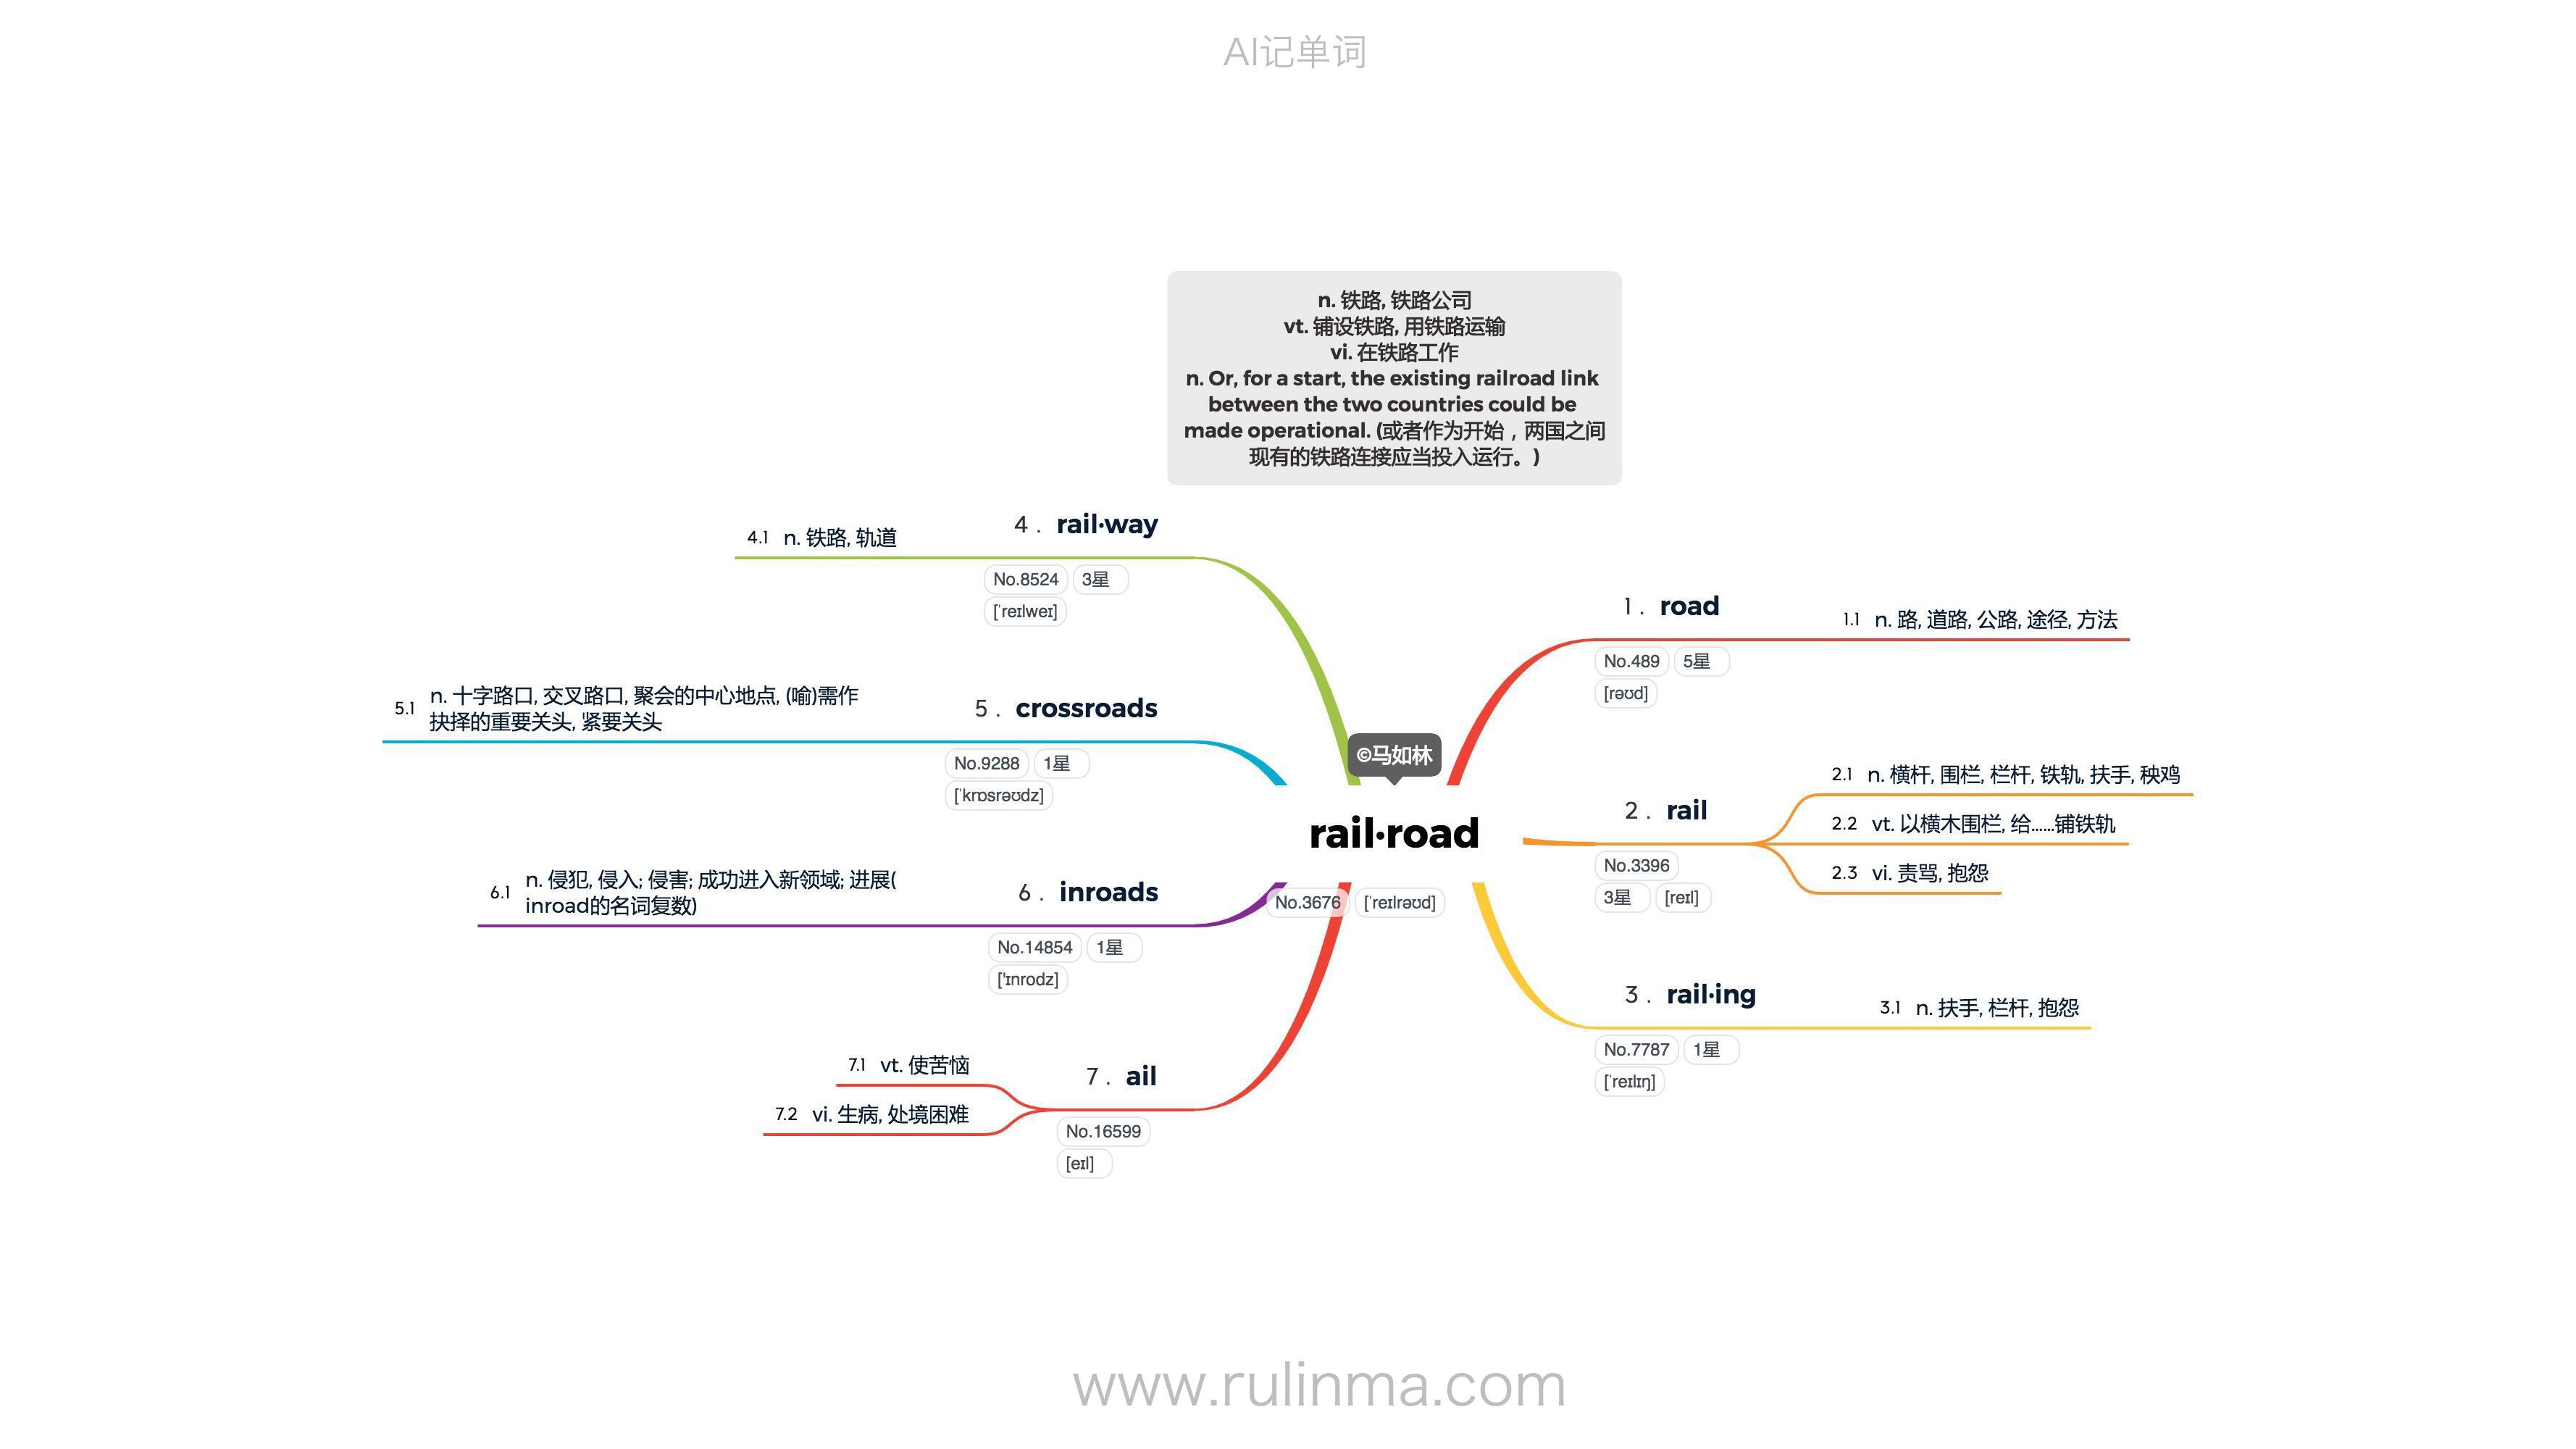 AI记单词
n. 铁路, 铁路公司
vt. 铺设铁路, 用铁路运输
vi. 在铁路工作
n. Or, for a start, the existing railroad link
between the two countries could be
made operational. (或者作为开始，两国之间
现有的铁路连接应当投入运行。)
©马如林
rail·road
No.3676 [ˈreɪlrəʊd]
1 . road
No.489 5星
[rəʊd]
1.1 n. 路, 道路, 公路, 途径, 方法
2 . rail
No.3396
3星 [reɪl]
2.1 n. 横杆, 围栏, 栏杆, 铁轨, 扶手, 秧鸡
2.2 vt. 以横木围栏, 给……铺铁轨
2.3 vi. 责骂, 抱怨
3 . rail·ing
No.7787 1星
[ˈreɪlɪŋ]
3.1 n. 扶手, 栏杆, 抱怨
4 . rail·way
No.8524 3星
[ˈreɪlweɪ]
4.1 n. 铁路, 轨道
5 . crossroads
No.9288 1星
[ˈkrɒsrəʊdz]
5.1 n. 十字路口, 交叉路口, 聚会的中心地点, (喻)需作
抉择的重要关头, 紧要关头
6 . inroads
No.14854 1星
['ɪnrodz]
6.1 n. 侵犯, 侵入; 侵害; 成功进入新领域; 进展(
inroad的名词复数)
7 . ail
No.16599
[eɪl]
7.1 vt. 使苦恼
7.2 vi. 生病, 处境困难
www.rulinma.com